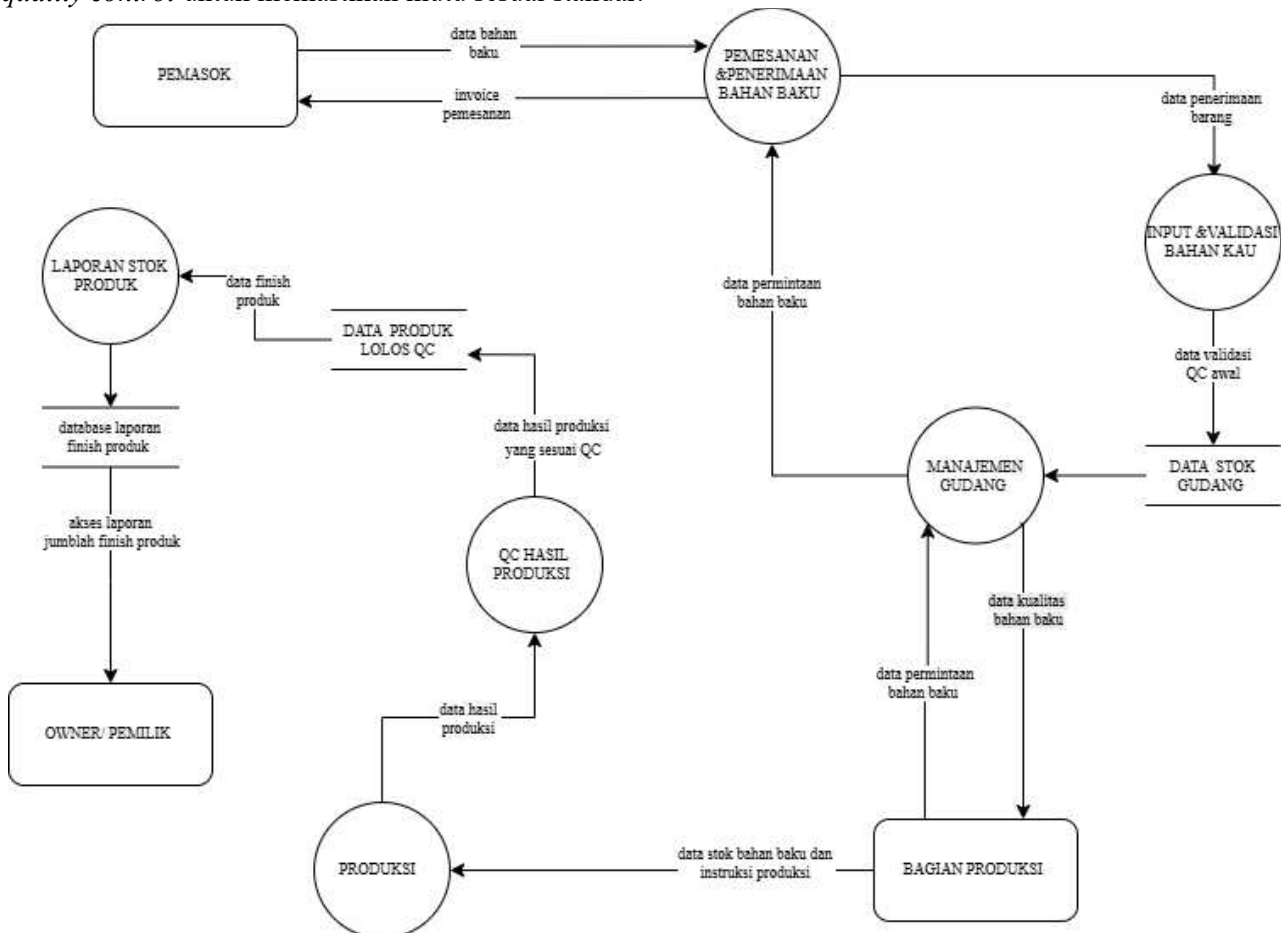 quality control untuk memastikan mutu sesuai standar.
data bahan
baku
PEMASOK
invoice
pemesanan
PEMESANAN
&PENERIMAAN
BAHAN BAKU
data penerimaan
barang
INPUT &VALIDASI
BAHAN KAU
data validasi
QC awal
DATA STOK
GUDANG
MANAJEMEN
GUDANG
data permintaan
bahan baku
data kualitas
bahan baku
data permintaan
bahan baku
BAGIAN PRODUKSI
data stok bahan baku dan
instruksi produksi
PRODUKSI
data hasil
produksi
QC HASIL
PRODUKSI
data hasil produksi
yang sesuai QC
DATA PRODUK
LOLOS QC
data finish
produk
LAPORAN STOK
PRODUK
database laporan
finish produk
akses laporan
jumblah finish produk
OWNER/ PEMILIK